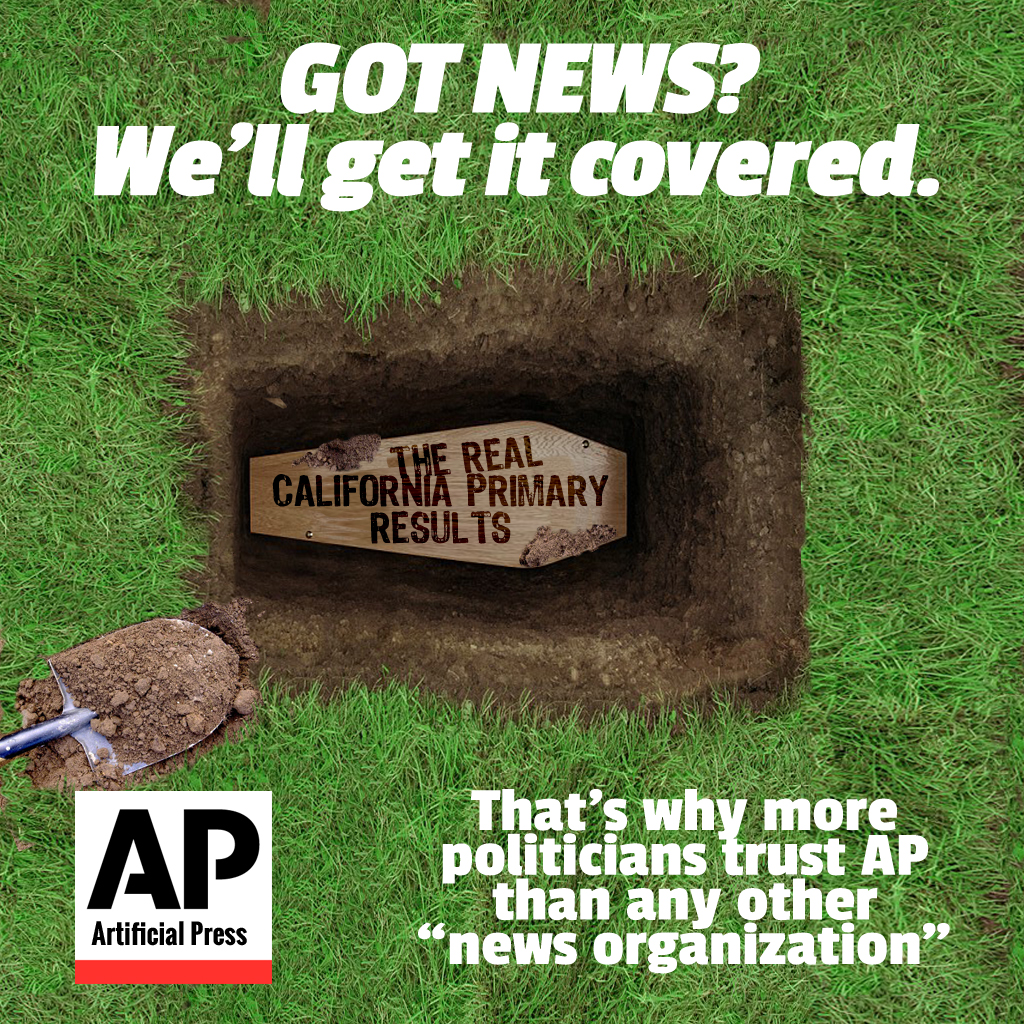 GOT NEWS?
We'll get it covered.
THE REAL
CALIFORNIA PRIMARY
RESULTS
AP
Artificial Press
That's why more
politicians trust AP
than any other
“news organization”